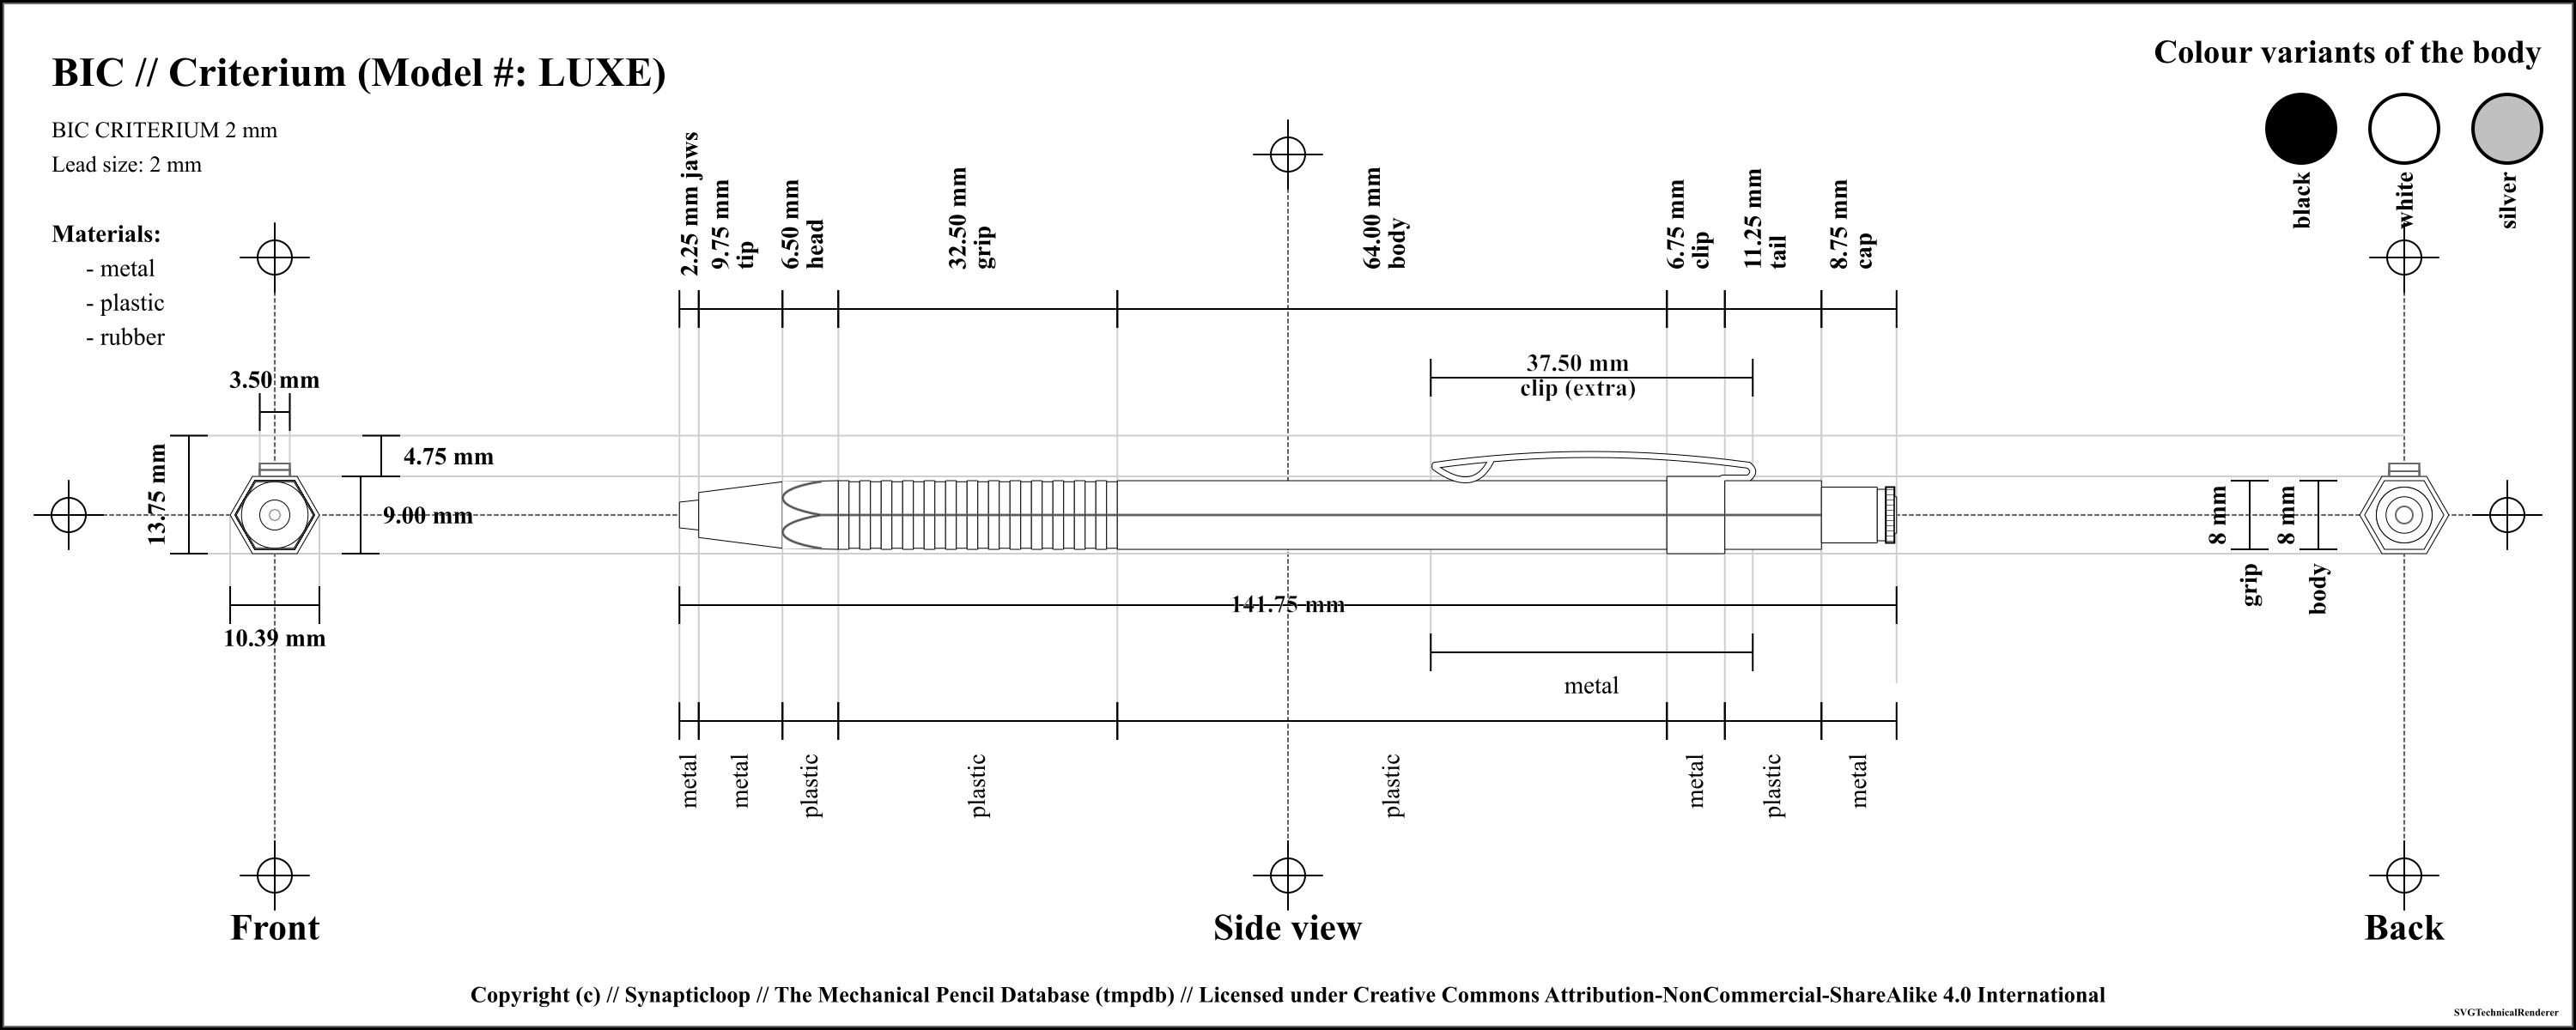 BIC // Criterium (Model #: LUXE)
Colour variants of the body
BIC CRITERIUM 2 mm
Lead size: 2 mm
black
white
silver
Materials:
- metal
- plastic
- rubber
2.25 mm jaws
9.75 mm
tip
6.50 mm
head
32.50 mm
grip
64.00 mm
body
6.75 mm
clip
11.25 mm
tail
8.75 mm
cap
3.50 mm
37.50 mm
clip (extra)
13.75 mm
4.75 mm
9.00 mm
8 mm
grip
8 mm
body
10.39 mm
141.75 mm
metal
metal
metal
plastic
plastic
plastic
metal
plastic
metal
Front
Side view
Back
Copyright (c) // Synapticloop // The Mechanical Pencil Database (tmpdb) // Licensed under Creative Commons Attribution-NonCommercial-ShareAlike 4.0 International
SVGTechnicalRenderer